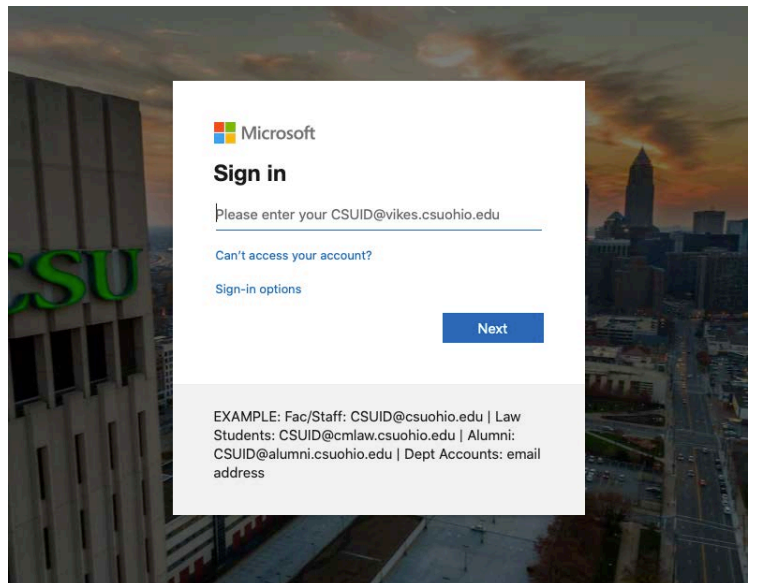 CSU
Microsoft
Sign in
Please enter your CSUID@vikes.csuohio.edu
Can't access your account?
Sign-in options
Next
EXAMPLE: Fac/Staff: CSUID@csuohio.edu | Law
Students: CSUID@cmlaw.csuohio.edu | Alumni:
CSUID@alumni.csuohio.edu | Dept Accounts: email
address